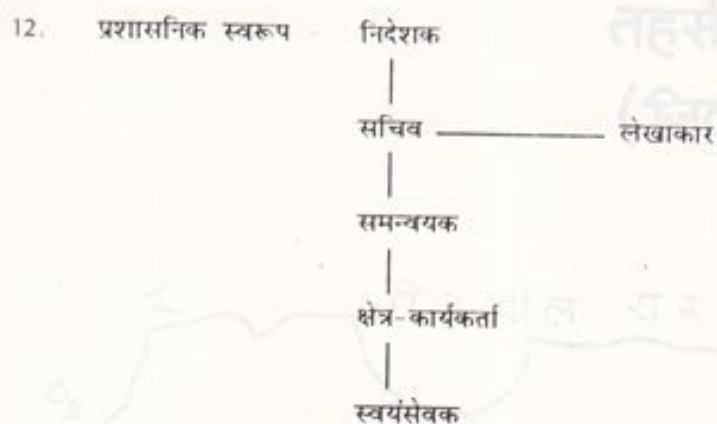 12. प्रशासनिक स्वरूप निदेशक
सचिव लेखाकार
समन्वयक
क्षेत्र-कार्यकर्ता
स्वयंसेवक